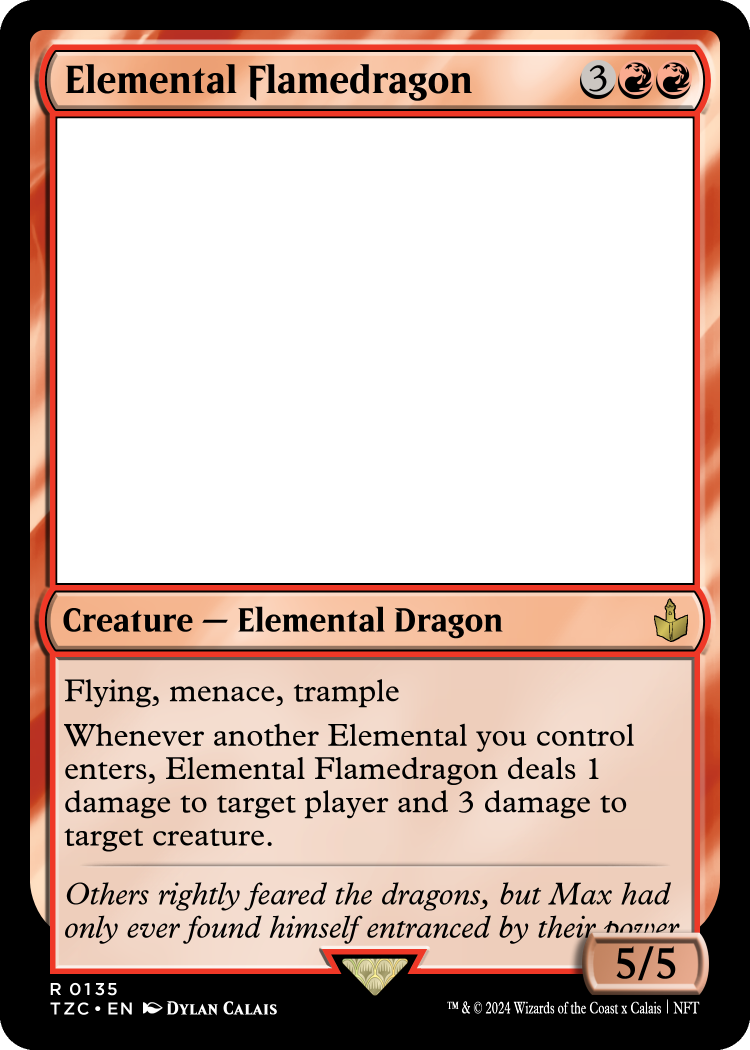 Elemental Flamedragon 3
Creature — Elemental Dragon
Flying, menace, trample
Whenever another Elemental you control
enters, Elemental Flamedragon deals 1
damage to target player and 3 damage to
target creature.
Others rightly feared the dragons, but Max had
only ever found himself entranced by their power
5/5
R 0135
TZC • EN DYLAN CALAIS
™ & © 2024 Wizards of the Coast x Calais | NFT